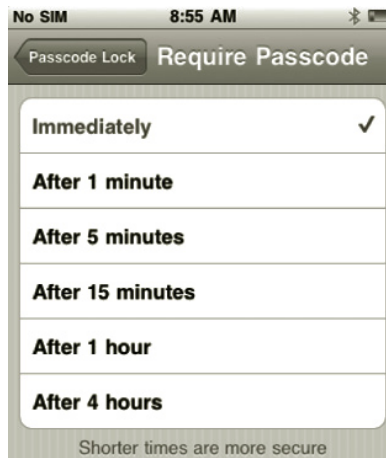 No SIM 8:55 AM
Passcode Lock Require Passcode
Immediately
After 1 minute
After 5 minutes
After 15 minutes
After 1 hour
After 4 hours
Shorter times are more secure